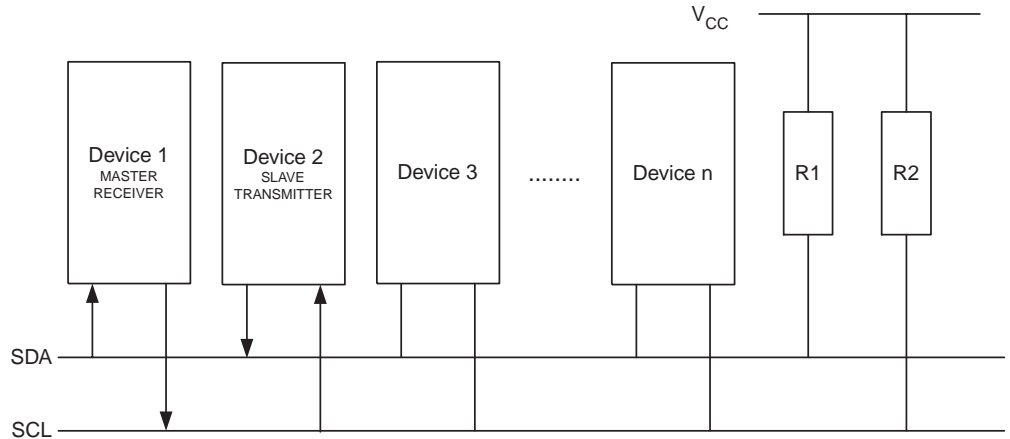 VCC
Device 1
MASTER
RECEIVER
Device 2
SLAVE
TRANSMITTER
Device 3
........
Device n
R1
R2
SDA
SCL